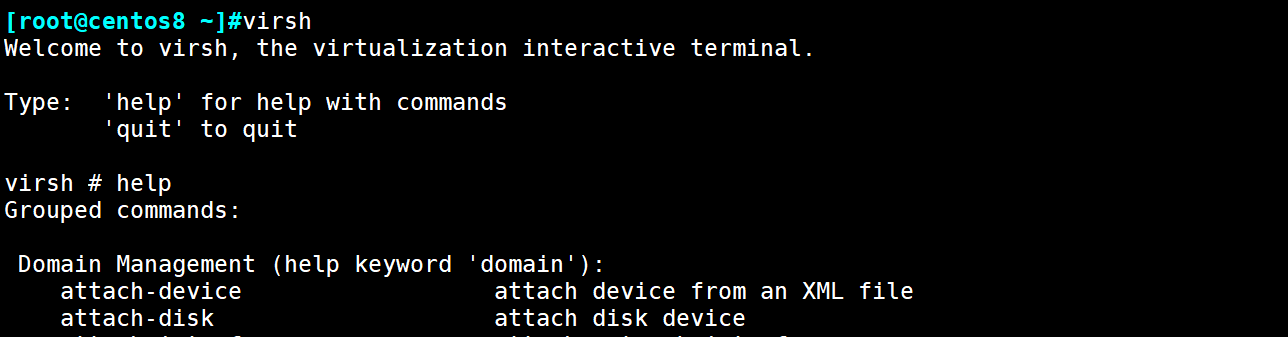 [root@centos8 ~]#virsh
Welcome to virsh, the virtualization interactive terminal.
Type:  'help' for help with commands
       'quit' to quit
virsh # help
Grouped commands:
 Domain Management (help keyword 'domain'):
    attach-device                  attach device from an XML file
    attach-disk                    attach disk device